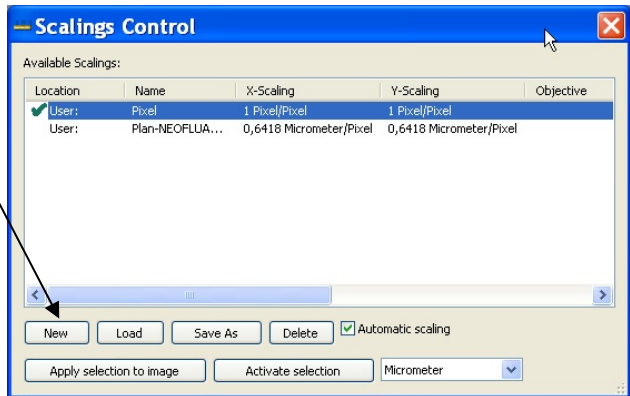 Scalings Control
Available Scalings:
Location Name X-Scaling Y-Scaling Objective
User: Pixel 1 Pixel/Pixel 1 Pixel/Pixel
User: Plan-NEOFLUA... 0,6418 Micrometer/Pixel 0,6418 Micrometer/Pixel
New Load Save As Delete Automatic scaling
Apply selection to image Activate selection Micrometer